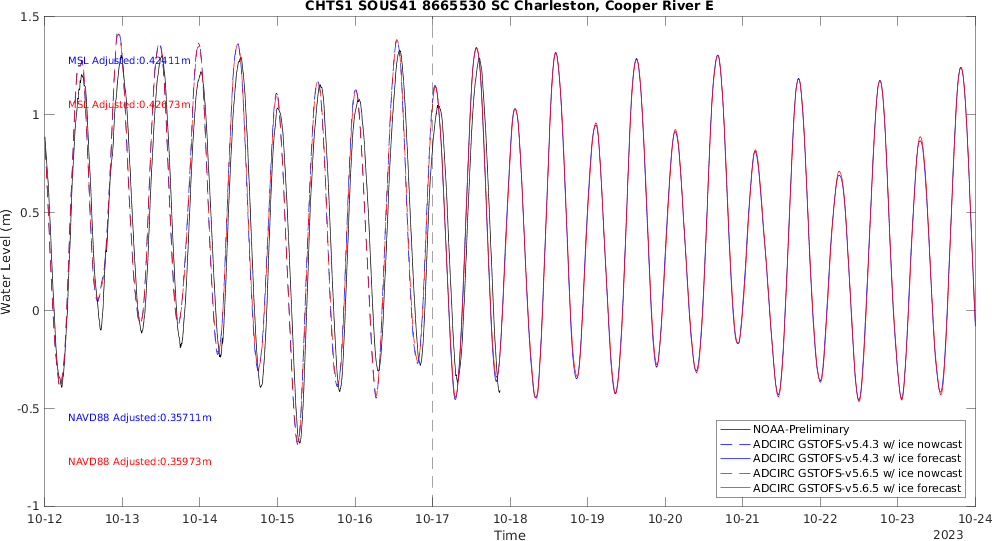 CHTS1 SOUS41 8665530 SC Charleston, Cooper River E
1.5
1
0.5
0
-0.5
-1
Water Level (m)
MSL Adjusted:0.42411m
MSL Adjusted:0.42673m
NAVD88 Adjusted:0.35711m
NAVD88 Adjusted:0.35973m
NOAA-Preliminary
ADCIRC GSTOFS-v5.4.3 w/ ice nowcast
ADCIRC GSTOFS-v5.4.3 w/ ice forecast
ADCIRC GSTOFS-v5.6.5 w/ ice nowcast
ADCIRC GSTOFS-v5.6.5 w/ ice forecast
10-12 10-13 10-14 10-15 10-16 10-17 10-18 10-19 10-20 10-21 10-22 10-23 10-24
Time
2023